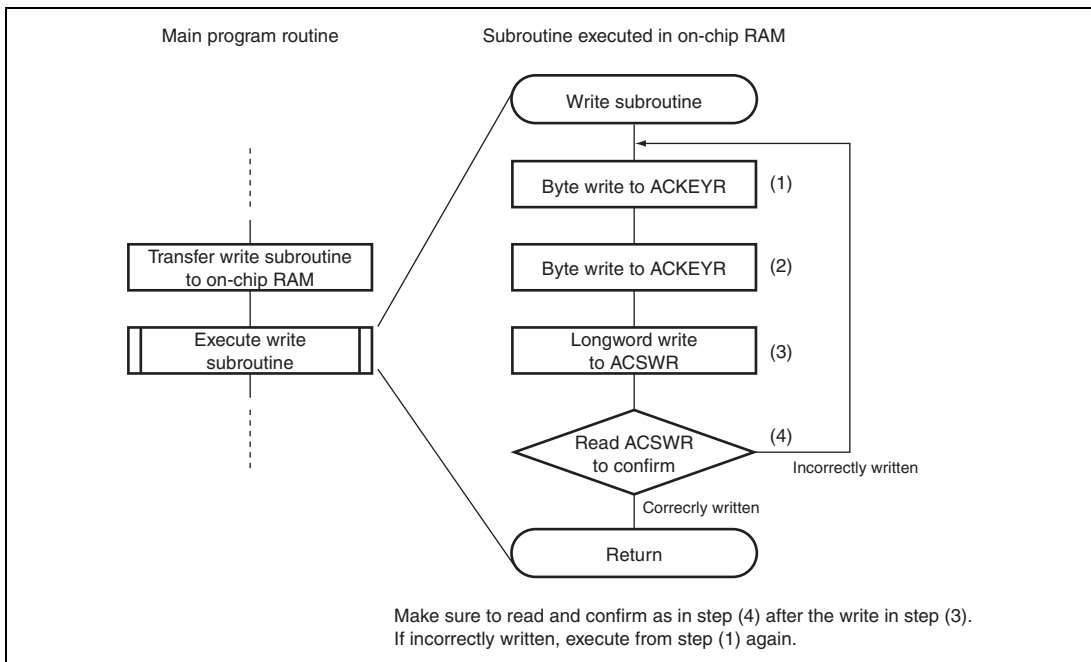 Main program routine
Subroutine executed in on-chip RAM
Write subroutine
Byte write to ACKEYR
(1)
Transfer write subroutine
to on-chip RAM
Byte write to ACKEYR
(2)
Execute write
subroutine
Longword write
to ACSWR
(3)
Read ACSWR
to confirm
(4)
Incorrectly written
Correcrly written
Return
Make sure to read and confirm as in step (4) after the write in step (3).
If incorrectly written, execute from step (1) again.